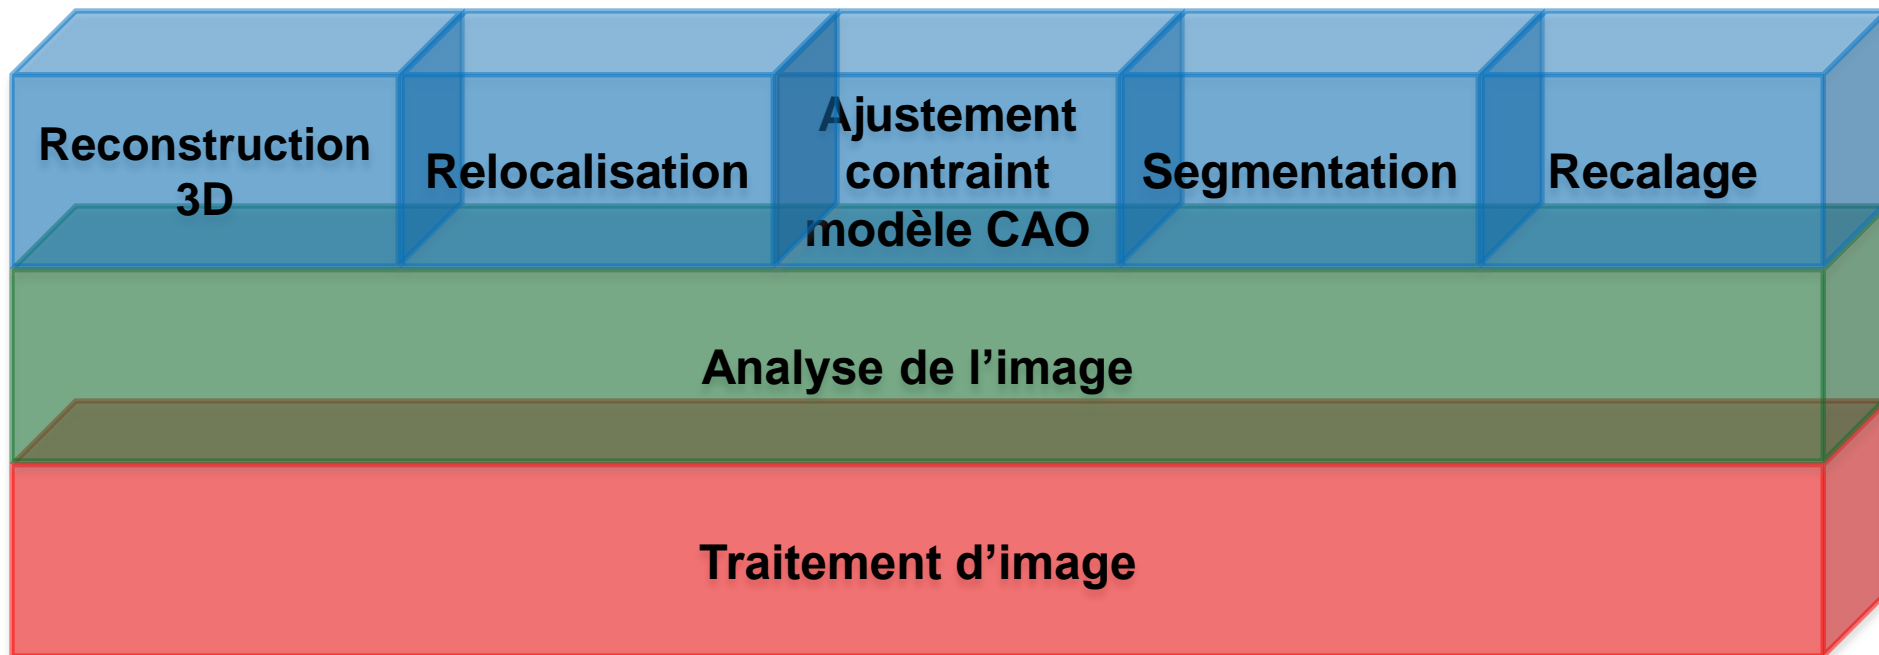 Reconstruction
3D
Relocalisation
Ajustement
contraint
modèle CAO
Segmentation
Recalage
Analyse de l’image
Traitement d’image